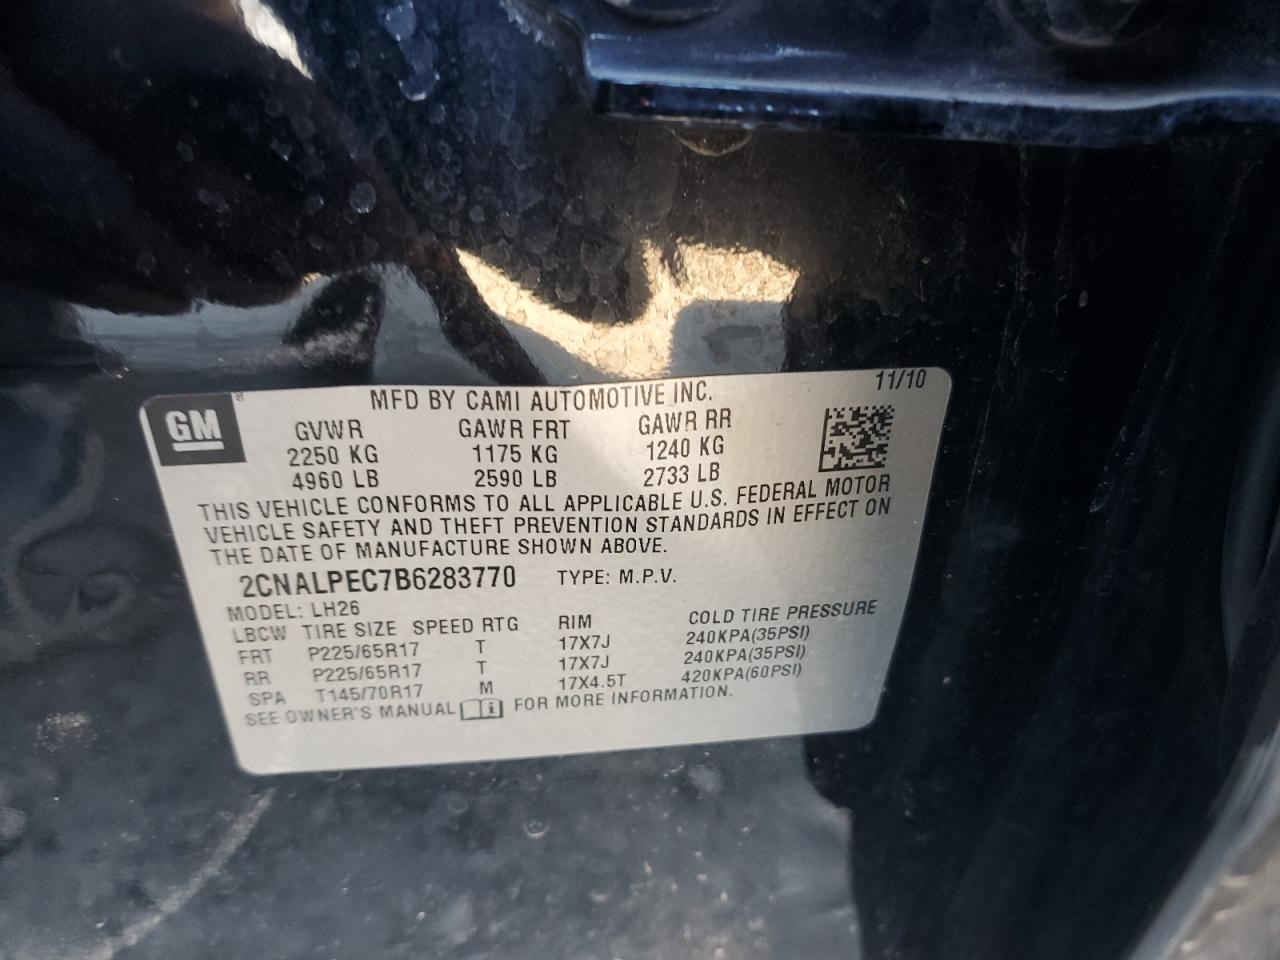 11/10
GM ® MFD BY CAMI AUTOMOTIVE INC.
GVWR GAWR FRT GAWR RR
2250 KG 1175 KG 1240 KG
4960 LB 2590 LB 2733 LB
THIS VEHICLE CONFORMS TO ALL APPLICABLE U.S. FEDERAL MOTOR
VEHICLE SAFETY AND THEFT PREVENTION STANDARDS IN EFFECT ON
THE DATE OF MANUFACTURE SHOWN ABOVE.
2CNALPEC7B6283770 TYPE: M.P.V.
MODEL: LH26
LBCW TIRE SIZE SPEED RTG RIM COLD TIRE PRESSURE
FRT P225/65R17 T 17X7J 240KPA(35PSI)
RR P225/65R17 T 17X7J 240KPA(35PSI)
SPA T145/70R17 M 17X4.5T 420KPA(60PSI)
SEE OWNER'S MANUAL FOR MORE INFORMATION.